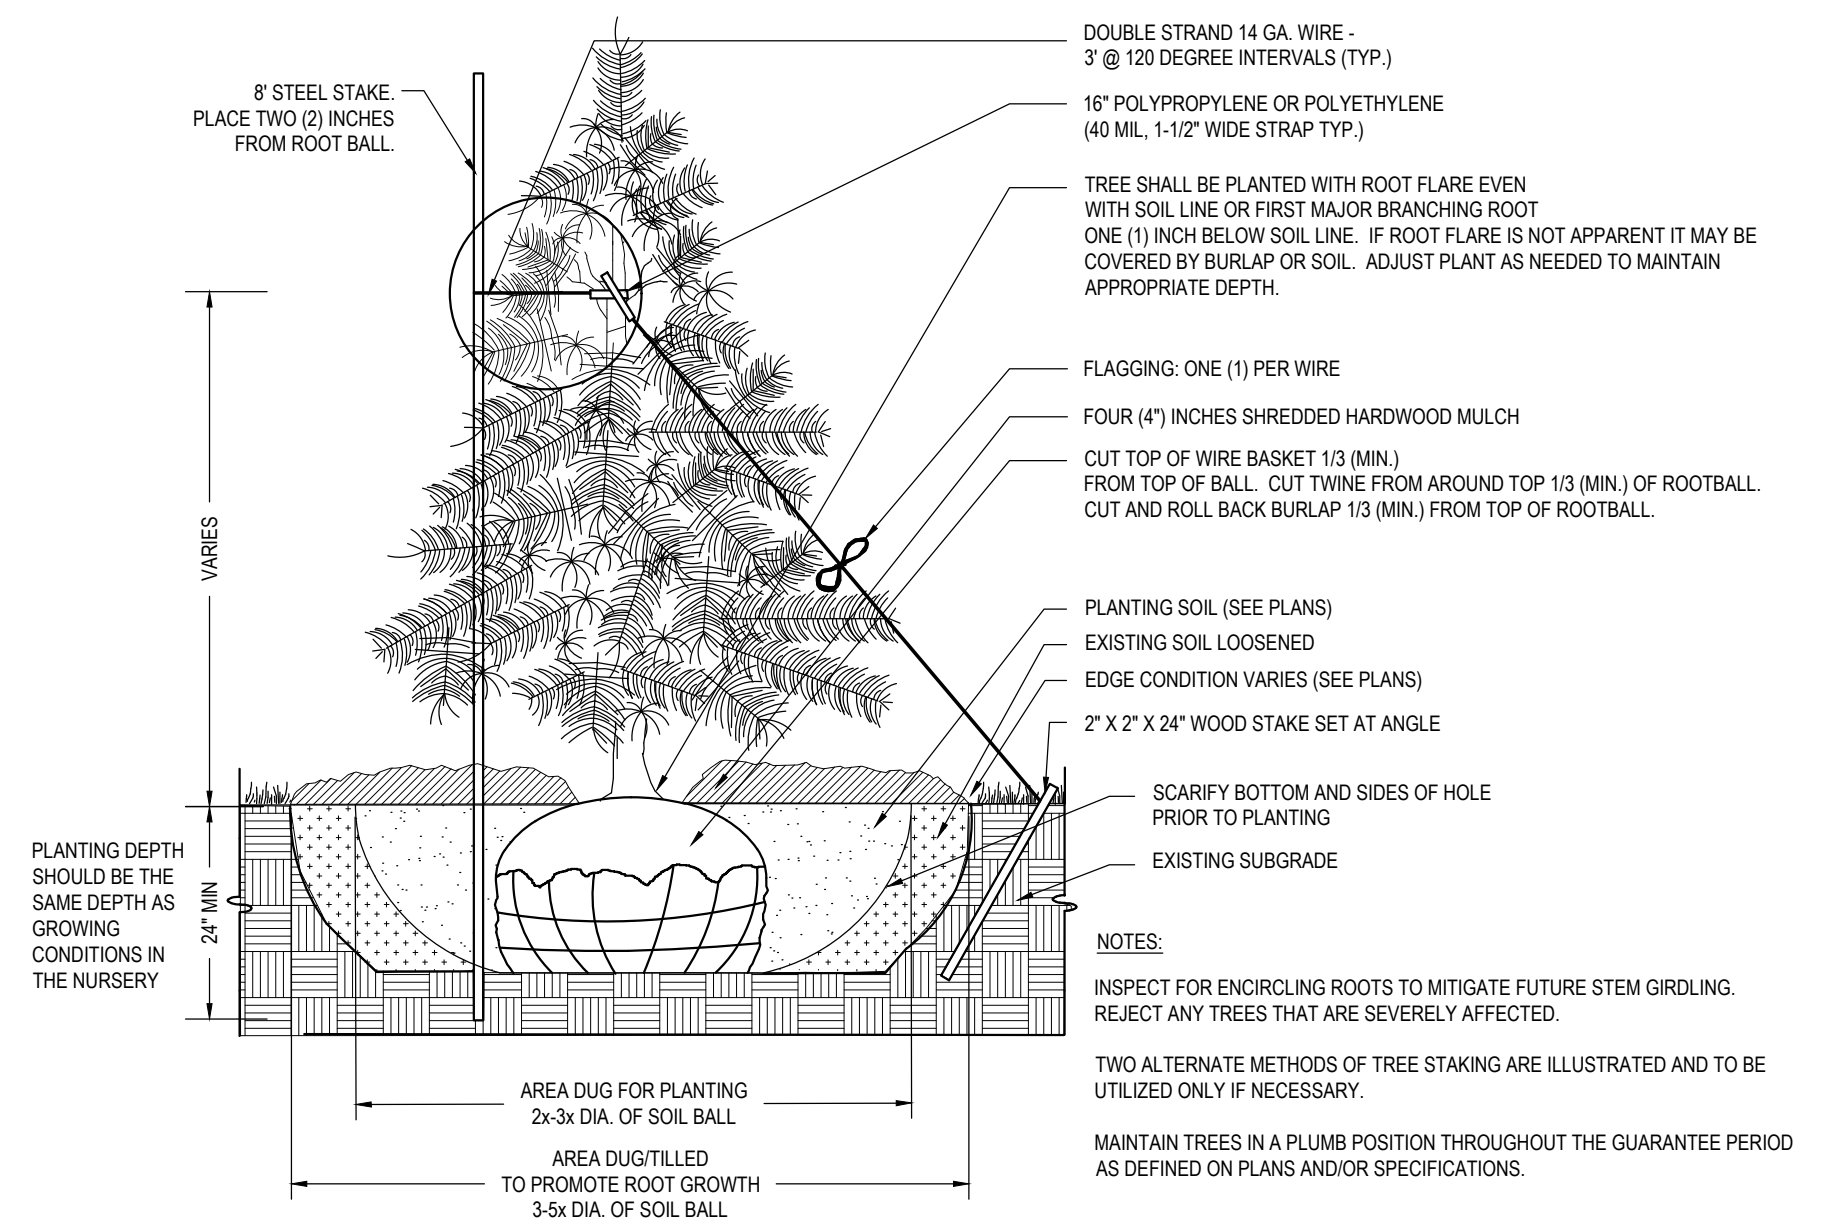 DOUBLE STRAND 14 GA. WIRE -
3' @ 120 DEGREE INTERVALS (TYP.)
8' STEEL STAKE.
PLACE TWO (2) INCHES
FROM ROOT BALL.
16" POLYPROPYLENE OR POLYETHYLENE
(40 MIL, 1-1/2" WIDE STRAP TYP.)
TREE SHALL BE PLANTED WITH ROOT FLARE EVEN
WITH SOIL LINE OR FIRST MAJOR BRANCHING ROOT
ONE (1) INCH BELOW SOIL LINE. IF ROOT FLARE IS NOT APPARENT IT MAY BE
COVERED BY BURLAP OR SOIL. ADJUST PLANT AS NEEDED TO MAINTAIN
APPROPRIATE DEPTH.
FLAGGING: ONE (1) PER WIRE
FOUR (4") INCHES SHREDDED HARDWOOD MULCH
CUT TOP OF WIRE BASKET 1/3 (MIN.)
FROM TOP OF BALL. CUT TWINE FROM AROUND TOP 1/3 (MIN.) OF ROOTBALL.
CUT AND ROLL BACK BURLAP 1/3 (MIN.) FROM TOP OF ROOTBALL.
VARIES
PLANTING SOIL (SEE PLANS)
EXISTING SOIL LOOSENED
EDGE CONDITION VARIES (SEE PLANS)
2" X 2" X 24" WOOD STAKE SET AT ANGLE
SCARIFY BOTTOM AND SIDES OF HOLE
PRIOR TO PLANTING
EXISTING SUBGRADE
PLANTING DEPTH
SHOULD BE THE
SAME DEPTH AS
GROWING
CONDITIONS IN
THE NURSERY
24" MIN
NOTES:
INSPECT FOR ENCIRCLING ROOTS TO MITIGATE FUTURE STEM GIRDLING.
REJECT ANY TREES THAT ARE SEVERELY AFFECTED.
TWO ALTERNATE METHODS OF TREE STAKING ARE ILLUSTRATED AND TO BE
UTILIZED ONLY IF NECESSARY.
MAINTAIN TREES IN A PLUMB POSITION THROUGHOUT THE GUARANTEE PERIOD
AS DEFINED ON PLANS AND/OR SPECIFICATIONS.
AREA DUG FOR PLANTING
2x-3x DIA. OF SOIL BALL
AREA DUG/TILLED
TO PROMOTE ROOT GROWTH
3-5x DIA. OF SOIL BALL